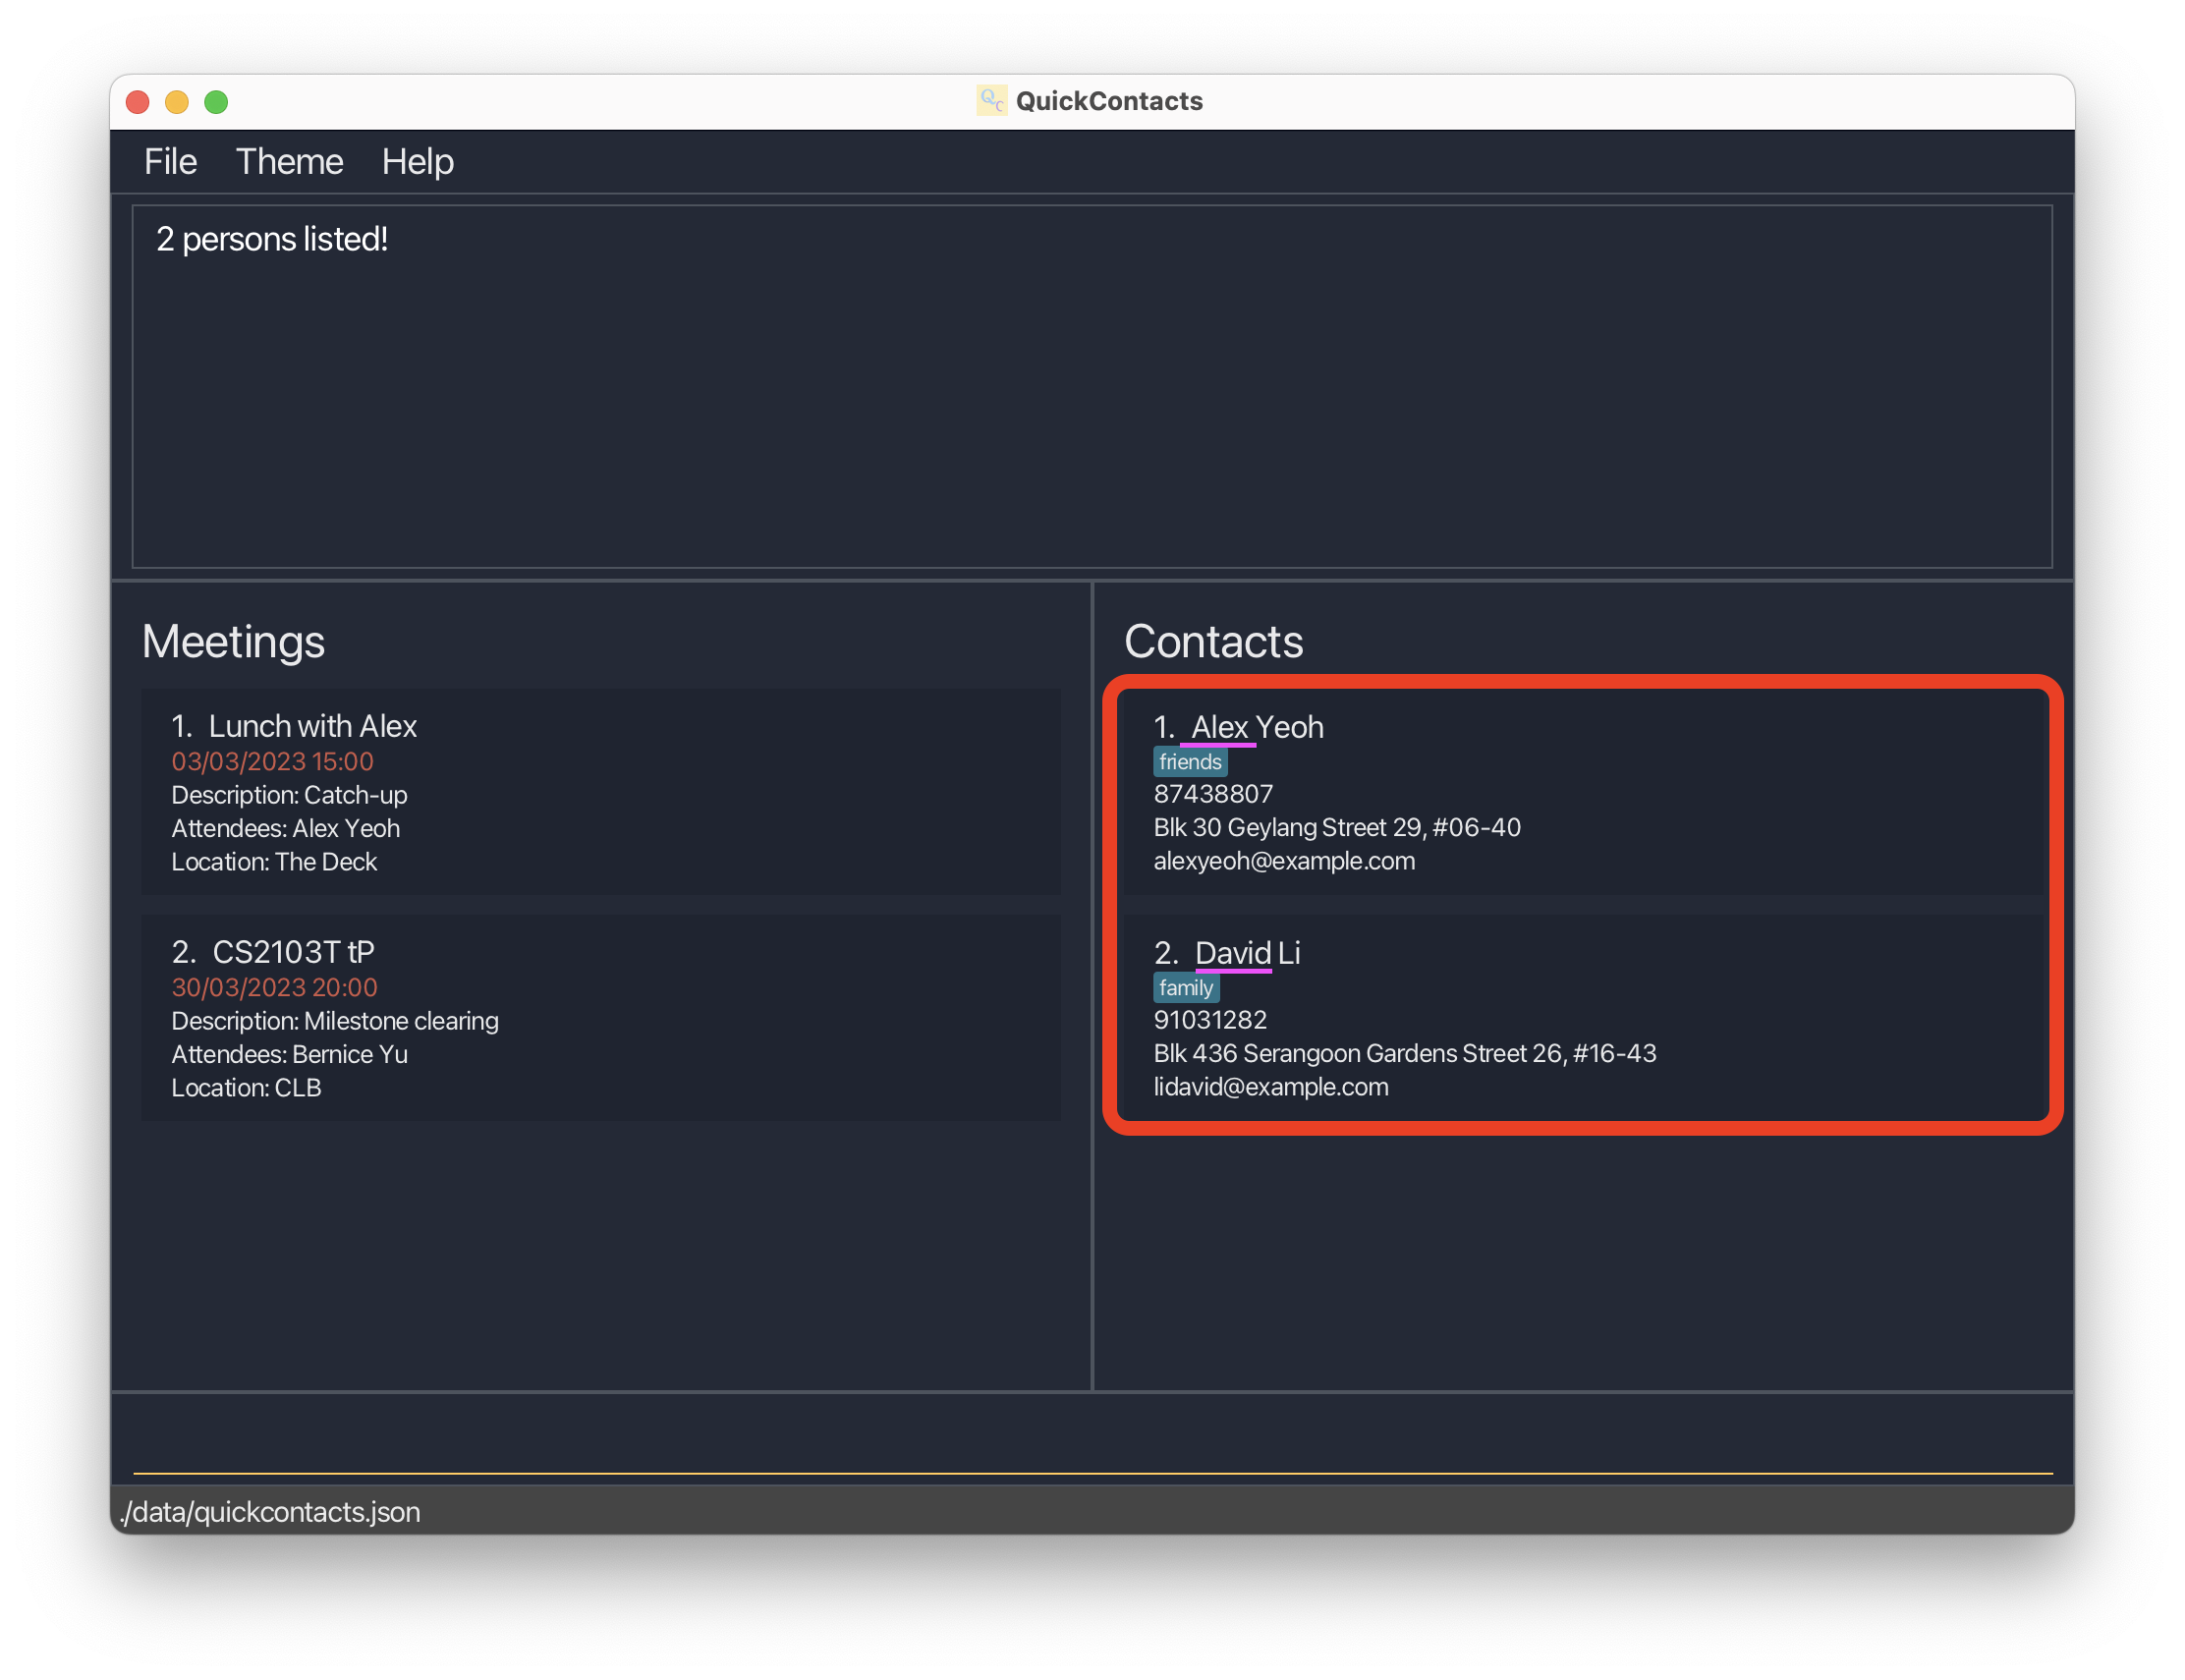 QuickContacts
File Theme Help
2 persons listed!
Meetings
1. Lunch with Alex
03/03/2023 15:00
Description: Catch-up
Attendees: Alex Yeoh
Location: The Deck
2. CS2103T tP
30/03/2023 20:00
Description: Milestone clearing
Attendees: Bernice Yu
Location: CLB
Contacts
1. Alex Yeoh
friends
87438807
Blk 30 Geylang Street 29, #06-40
alexyeoh@example.com
2. David Li
family
91031282
Blk 436 Serangoon Gardens Street 26, #16-43
lidavid@example.com
./data/quickcontacts.json